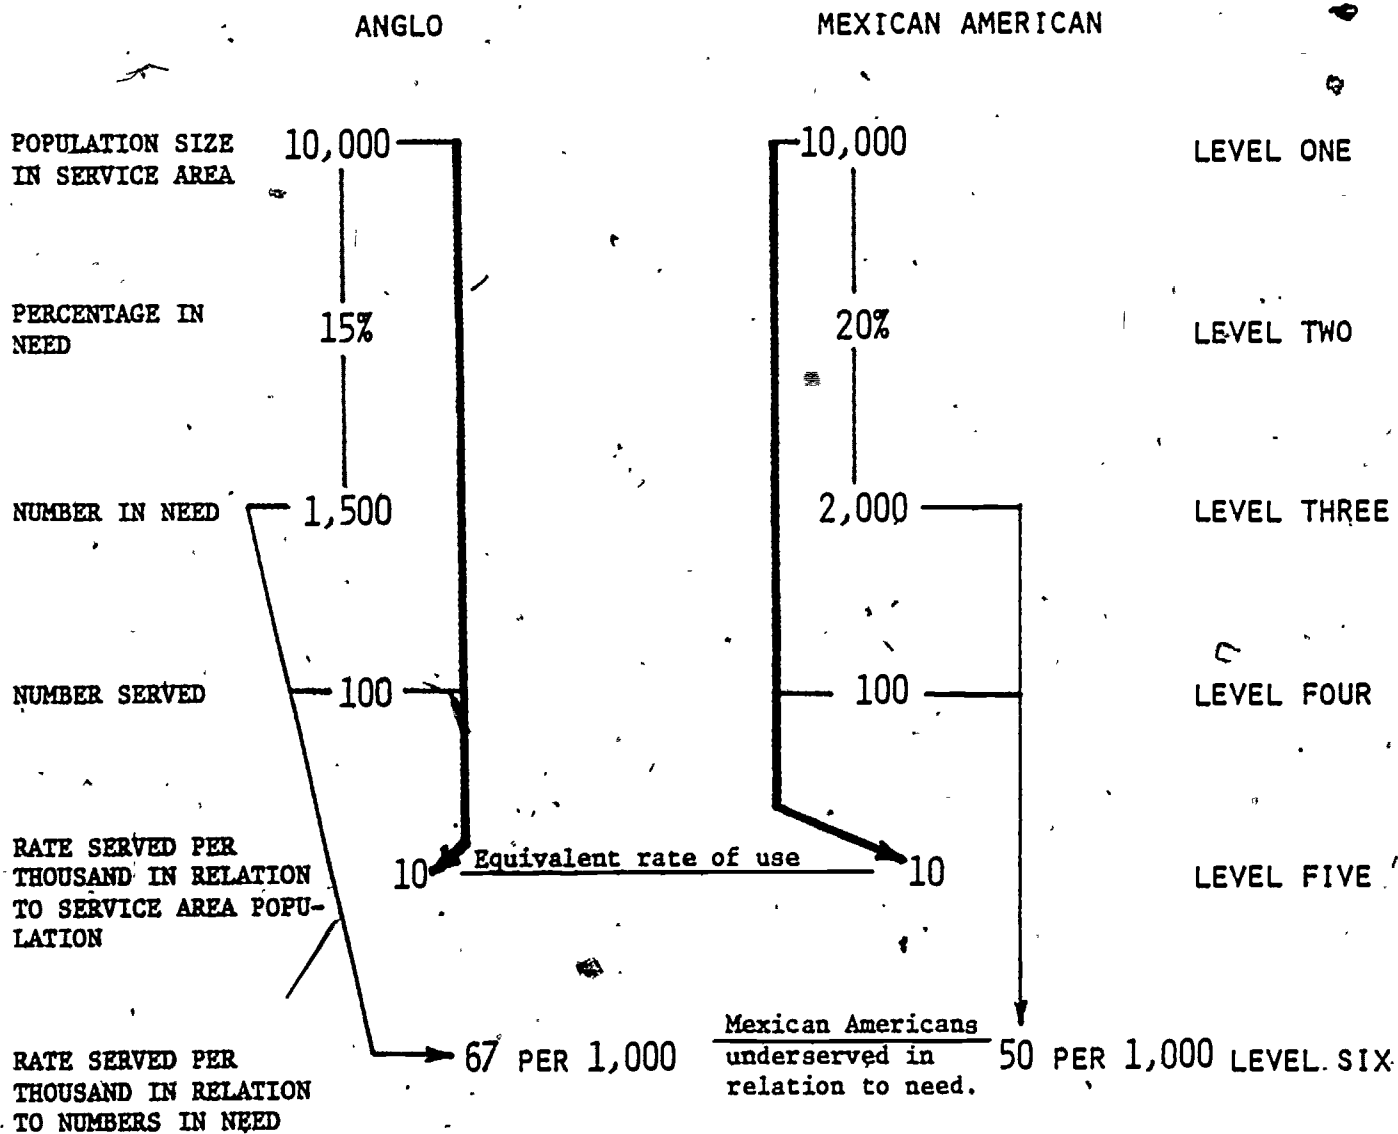 ANGLO MEXICAN AMERICAN
POPULATION SIZE 10,000 10,000 LEVEL ONE
IN SERVICE AREA
PERCENTAGE IN 15% 20% LEVEL TWO
NEED
NUMBER IN NEED 1,500 2,000 LEVEL THREE
NUMBER SERVED 100 100 LEVEL FOUR
RATE SERVED PER
THOUSAND IN RELATION 10 Equivalent rate of use 10 LEVEL FIVE
TO SERVICE AREA POPU-
LATION
RATE SERVED PER 67 PER 1,000
THOUSAND IN RELATION
TO NUMBERS IN NEED
Mexican Americans
underserved in 50 PER 1,000 LEVEL SIX
relation to need.